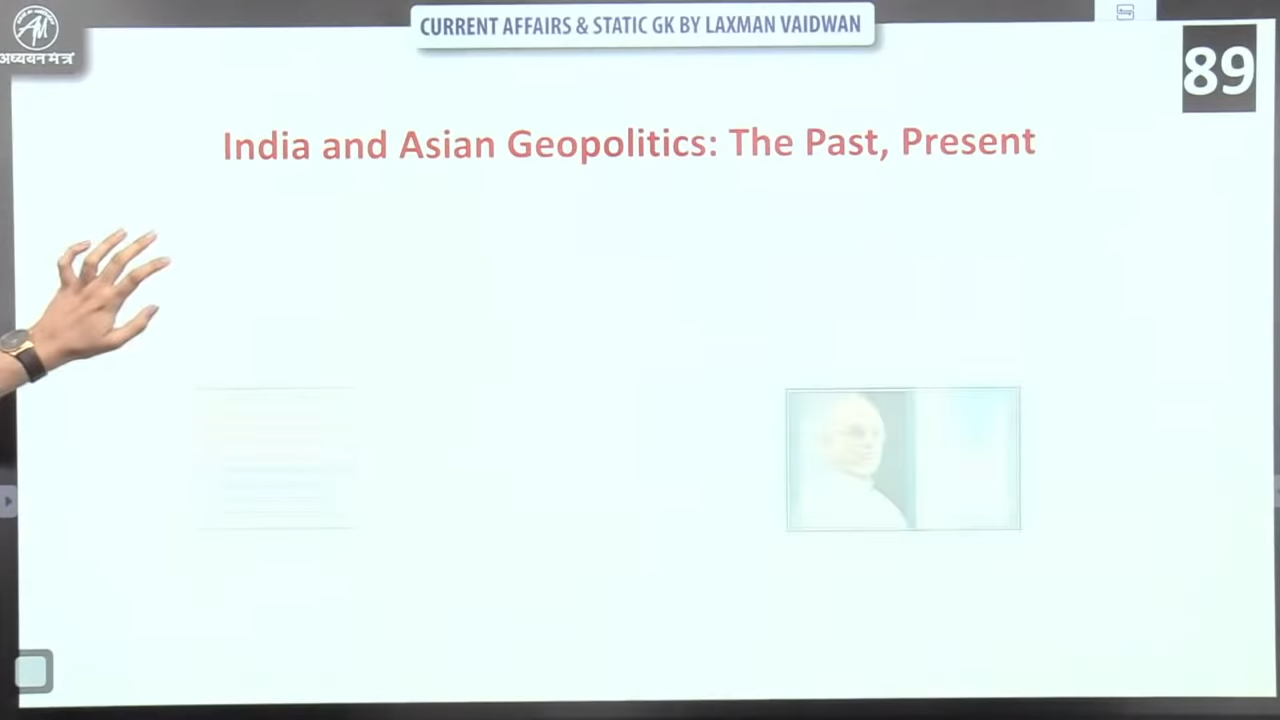 CURRENT AFFAIRS & STATIC GK BY LAXMAN VAIDWAN
अध्ययन मंत्र
89
India and Asian Geopolitics: The Past, Present